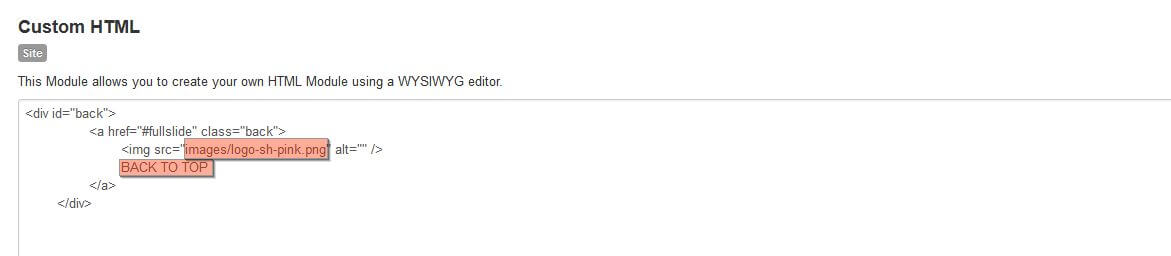 Custom HTML
Site
This Module allows you to create your own HTML Module using a WYSIWYG editor.
<div id="back">
<a href="#fullslide" class="back">
<img src="images/logo-sh-pink.png" alt="" />
BACK TO TOP
</a>
</div>